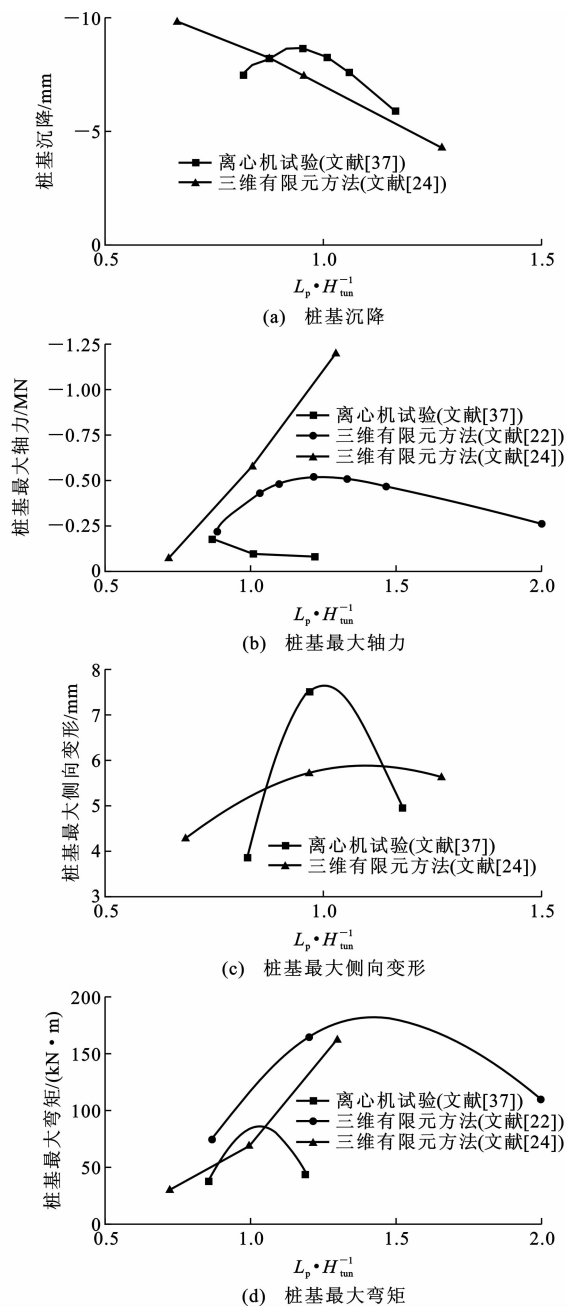 -10
-5
0
0.5
1.0
1.5
桩基沉降/mm
离心机试验(文献[37])
三维有限元方法(文献[24])
Lp·Htun⁻¹
(a) 桩基沉降
-1.25
-1.00
-0.75
-0.50
-0.25
0
0.5
1.0
1.5
2.0
桩基最大轴力/MN
离心机试验(文献[37])
三维有限元方法(文献[22])
三维有限元方法(文献[24])
Lp·Htun⁻¹
(b) 桩基最大轴力
8
7
6
5
4
3
0.5
1.0
1.5
桩基最大侧向变形/mm
离心机试验(文献[37])
三维有限元方法(文献[24])
Lp·Htun⁻¹
(c) 桩基最大侧向变形
200
150
100
50
0
0.5
1.0
1.5
2.0
桩基最大弯矩/(kN·m)
离心机试验(文献[37])
三维有限元方法(文献[22])
三维有限元方法(文献[24])
Lp·Htun⁻¹
(d) 桩基最大弯矩